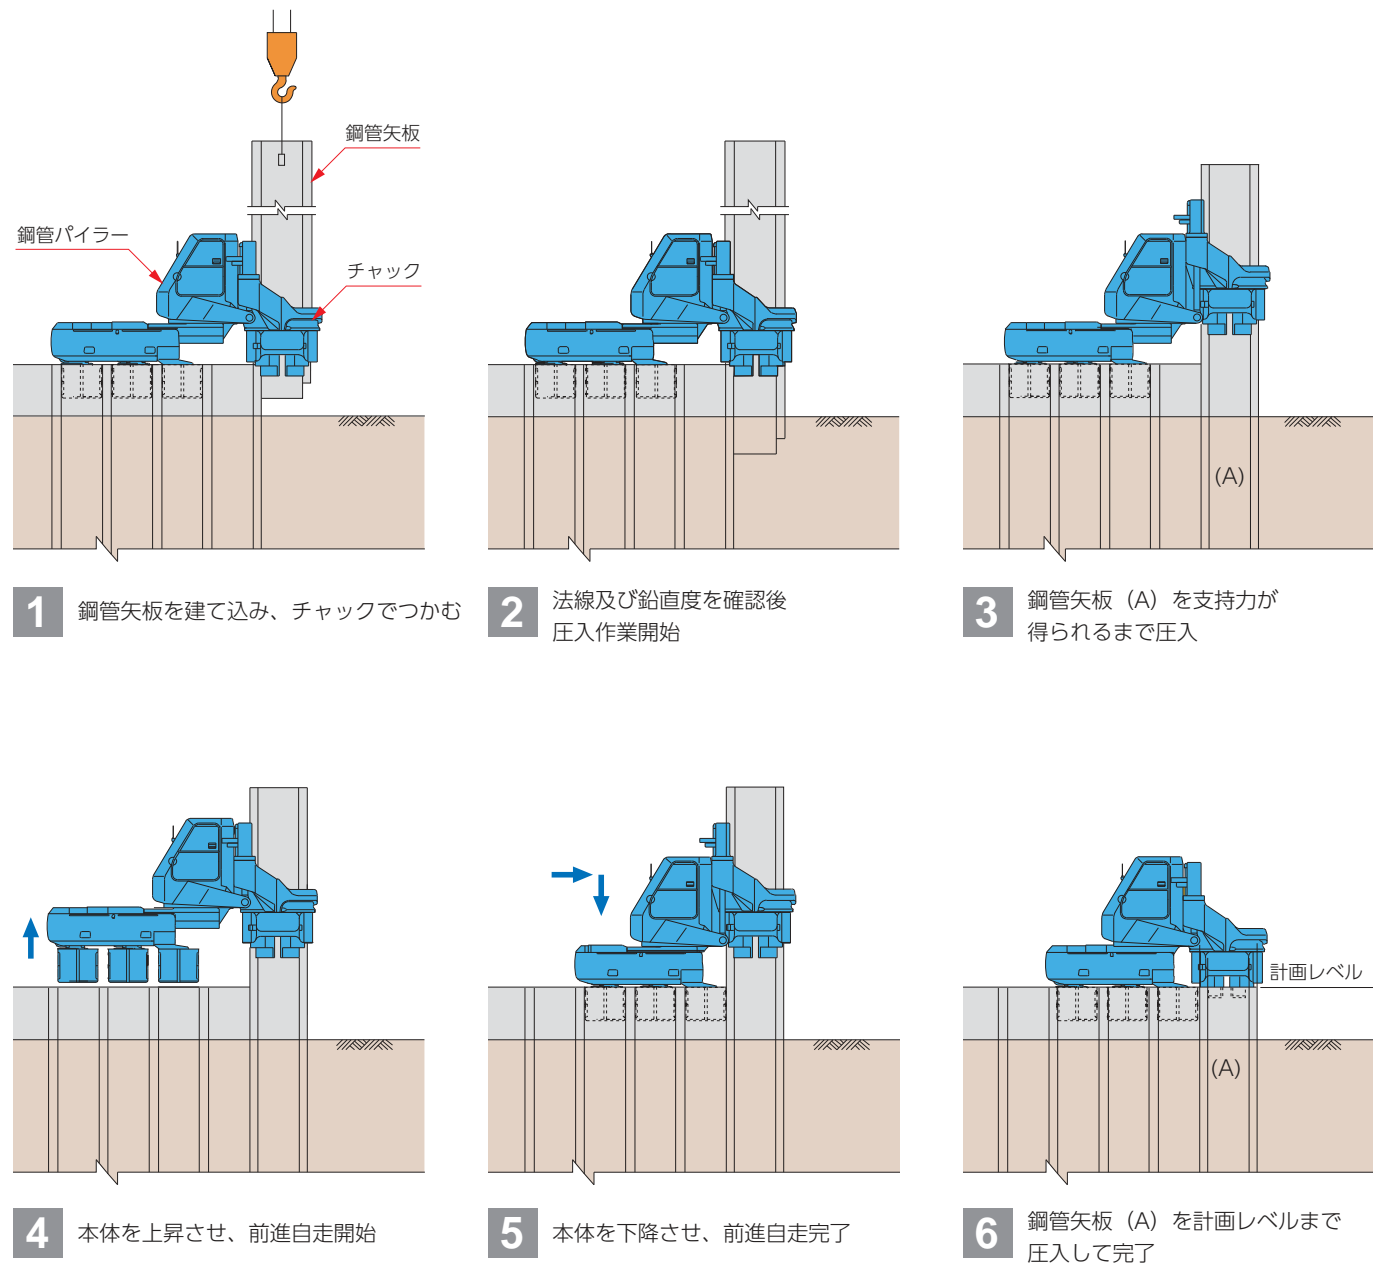 鋼管矢板
鋼管パイラー
チャック
1 鋼管矢板を建て込み、チャックでつかむ
2 法線及び鉛直度を確認後
圧入作業開始
(A)
3 鋼管矢板（A）を支持力が
得られるまで圧入
4 本体を上昇させ、前進自走開始
5 本体を下降させ、前進自走完了
計画レベル
(A)
6 鋼管矢板（A）を計画レベルまで
圧入して完了